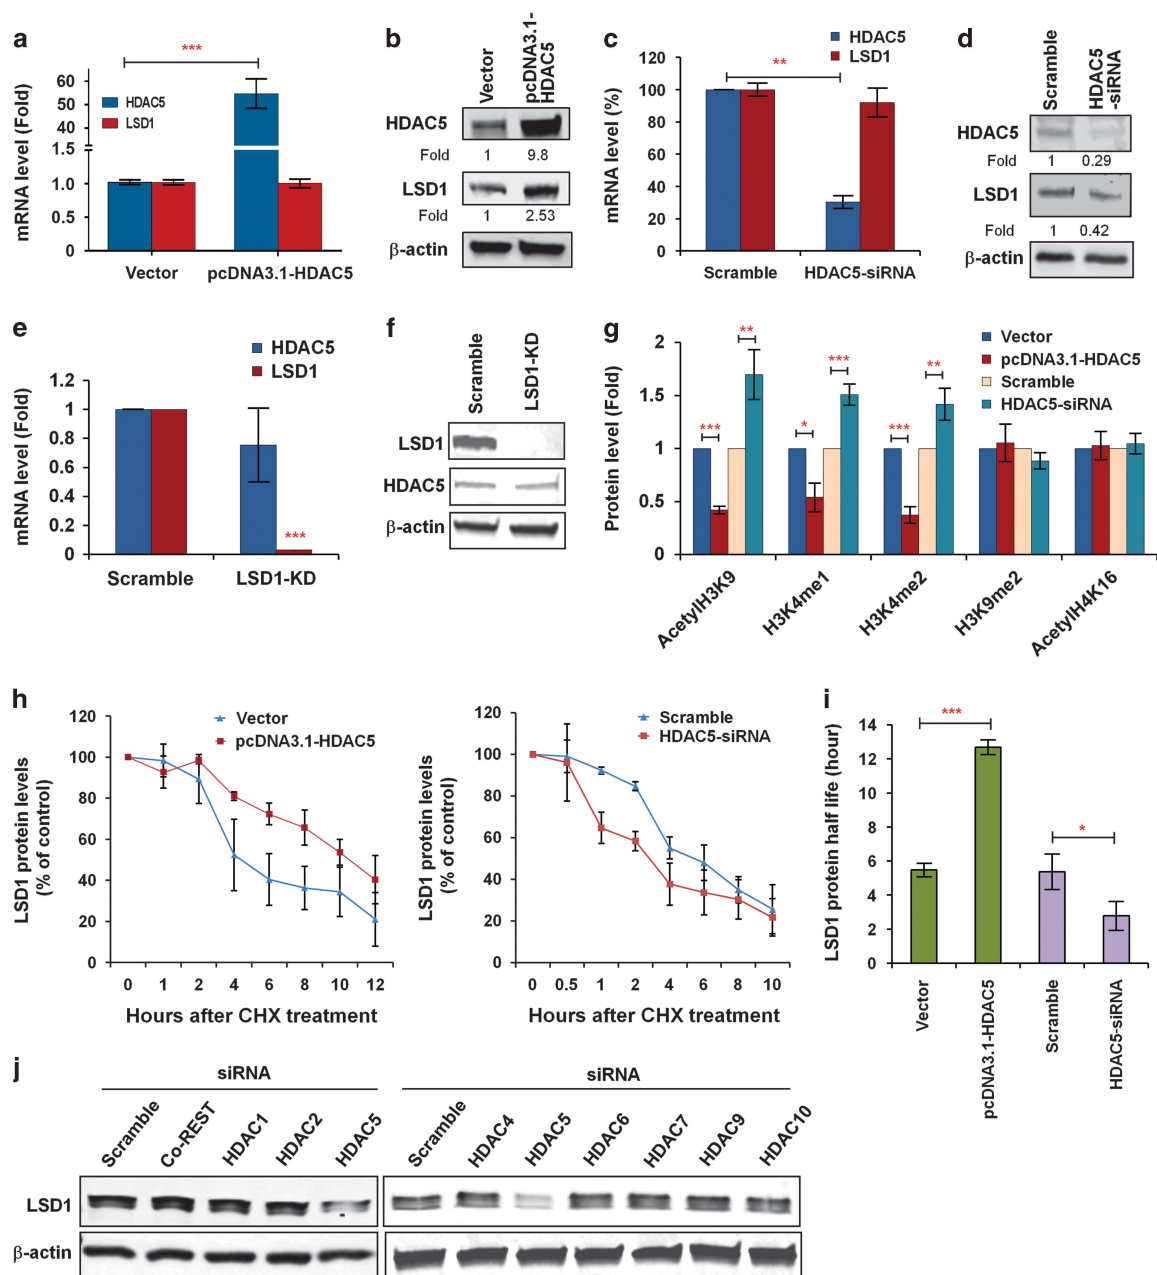 a
***
mRNA level (Fold)
60
50
40
1.5
1.0
0.5
0
HDAC5
LSD1
Vector
pcDNA3.1-HDAC5
b
Vector
pcDNA3.1-
HDAC5
HDAC5
Fold 1 9.8
LSD1
Fold 1 2.53
β-actin
c
HDAC5
LSD1
**
mRNA level (%)
120
100
80
60
40
20
0
Scramble
HDAC5-siRNA
d
Scramble
HDAC5
-siRNA
HDAC5
Fold 1 0.29
LSD1
Fold 1 0.42
β-actin
e
HDAC5
LSD1
mRNA level (Fold)
1.2
1
0.8
0.6
0.4
0.2
0
***
Scramble
LSD1-KD
f
Scramble
LSD1-KD
LSD1
HDAC5
β-actin
g
Vector
pcDNA3.1-HDAC5
Scramble
HDAC5-siRNA
Protein level (Fold)
2
1.5
1
0.5
0
***
**
*
***
***
**
AcetylH3K9
H3K4me1
H3K4me2
H3K9me2
AcetylH4K16
h
Vector
pcDNA3.1-HDAC5
LSD1 protein levels
(% of control)
120
100
80
60
40
20
0
0 1 2 4 6 8 10 12
Hours after CHX treatment
Scramble
HDAC5-siRNA
LSD1 protein levels
(% of control)
120
100
80
60
40
20
0
0 0.5 1 2 4 6 8 10
Hours after CHX treatment
i
LSD1 protein half life (hour)
14
12
10
8
6
4
2
0
***
*
Vector
pcDNA3.1-HDAC5
Scramble
HDAC5-siRNA
j
siRNA
Scramble
Co-REST
HDAC1
HDAC2
HDAC5
siRNA
Scramble
HDAC4
HDAC5
HDAC6
HDAC7
HDAC9
HDAC10
LSD1
β-actin